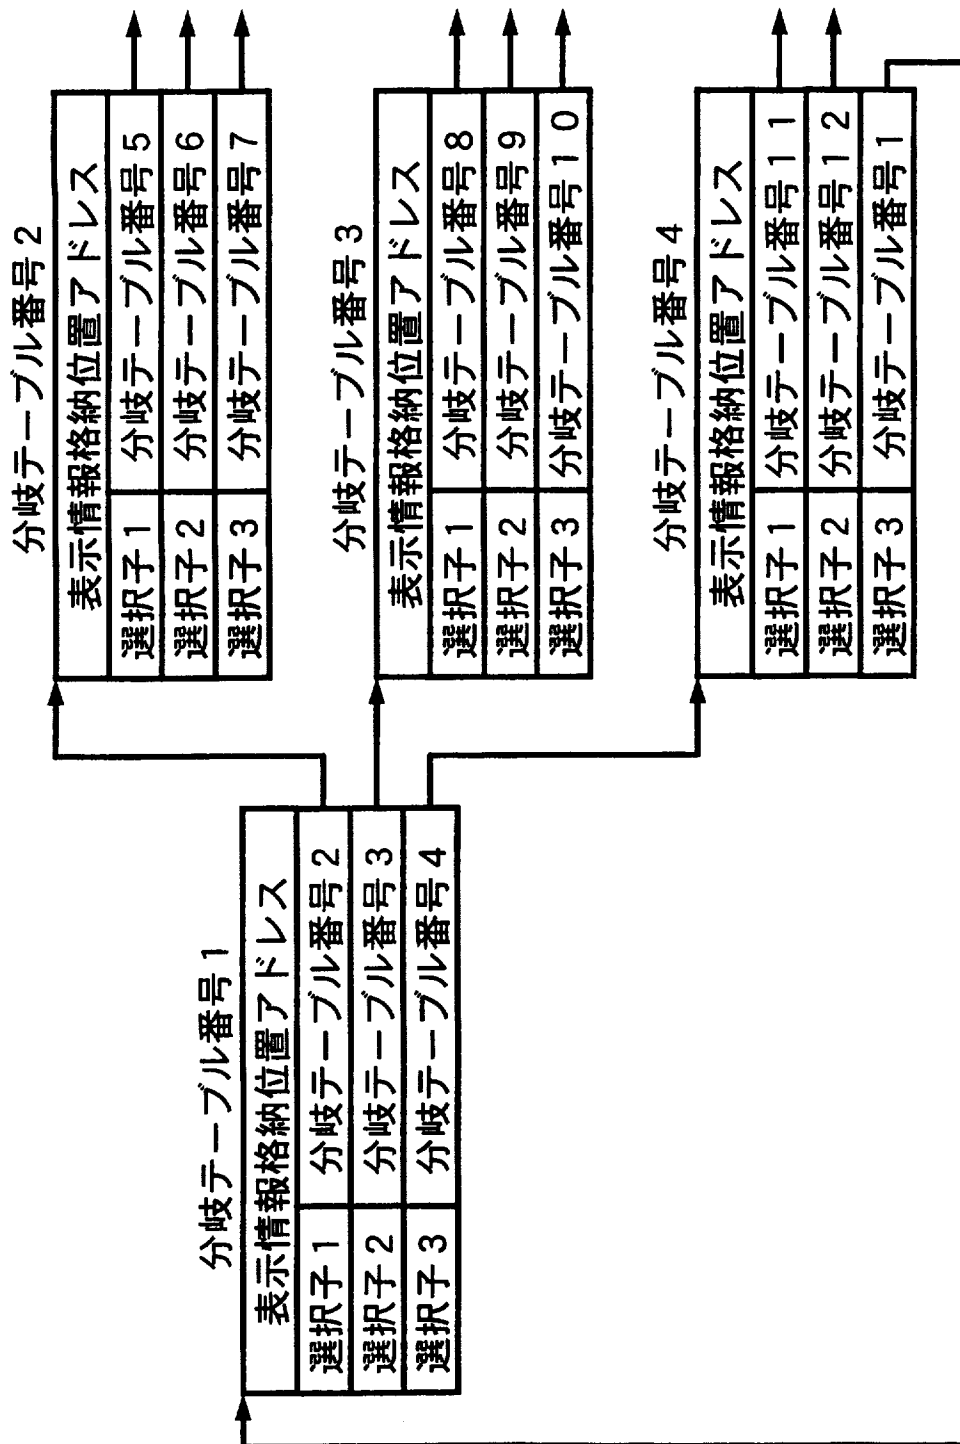 分岐テーブル番号1
表示情報格納位置アドレス
選択子1 分岐テーブル番号2
選択子2 分岐テーブル番号3
選択子3 分岐テーブル番号4
分岐テーブル番号2
表示情報格納位置アドレス
選択子1 分岐テーブル番号5
選択子2 分岐テーブル番号6
選択子3 分岐テーブル番号7
分岐テーブル番号3
表示情報格納位置アドレス
選択子1 分岐テーブル番号8
選択子2 分岐テーブル番号9
選択子3 分岐テーブル番号10
分岐テーブル番号4
表示情報格納位置アドレス
選択子1 分岐テーブル番号11
選択子2 分岐テーブル番号12
選択子3 分岐テーブル番号1